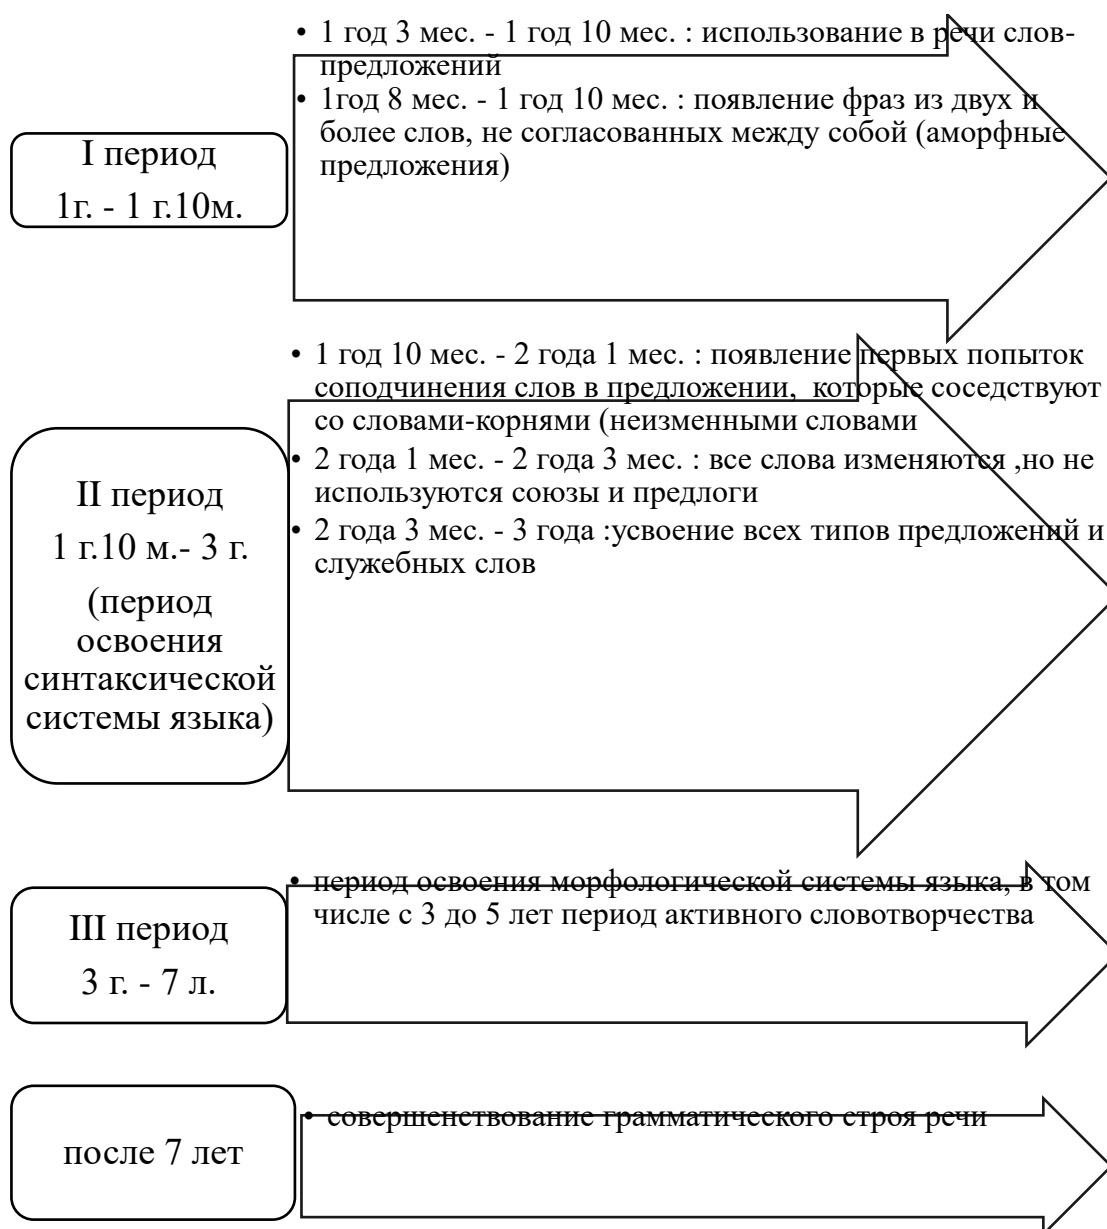 I период
1г. - 1 г.10м.
• 1 год 3 мес. - 1 год 10 мес. : использование в речи слов-
предложений
• 1год 8 мес. - 1 год 10 мес. : появление фраз из двух и
более слов, не согласованных между собой (аморфные
предложения)
II период
1 г.10 м.- 3 г.
(период
освоения
синтаксической
системы языка)
• 1 год 10 мес. - 2 года 1 мес. : появление первых попыток
соподчинения слов в предложении,  которые соседствуют
со словами-корнями (неизменными словами
• 2 года 1 мес. - 2 года 3 мес. : все слова изменяются ,но не
используются союзы и предлоги
• 2 года 3 мес. - 3 года :усвоение всех типов предложений и
служебных слов
III период
3 г. - 7 л.
• период освоения морфологической системы языка, в том
числе с 3 до 5 лет период активного словотворчества
после 7 лет
• совершенствование грамматического строя речи